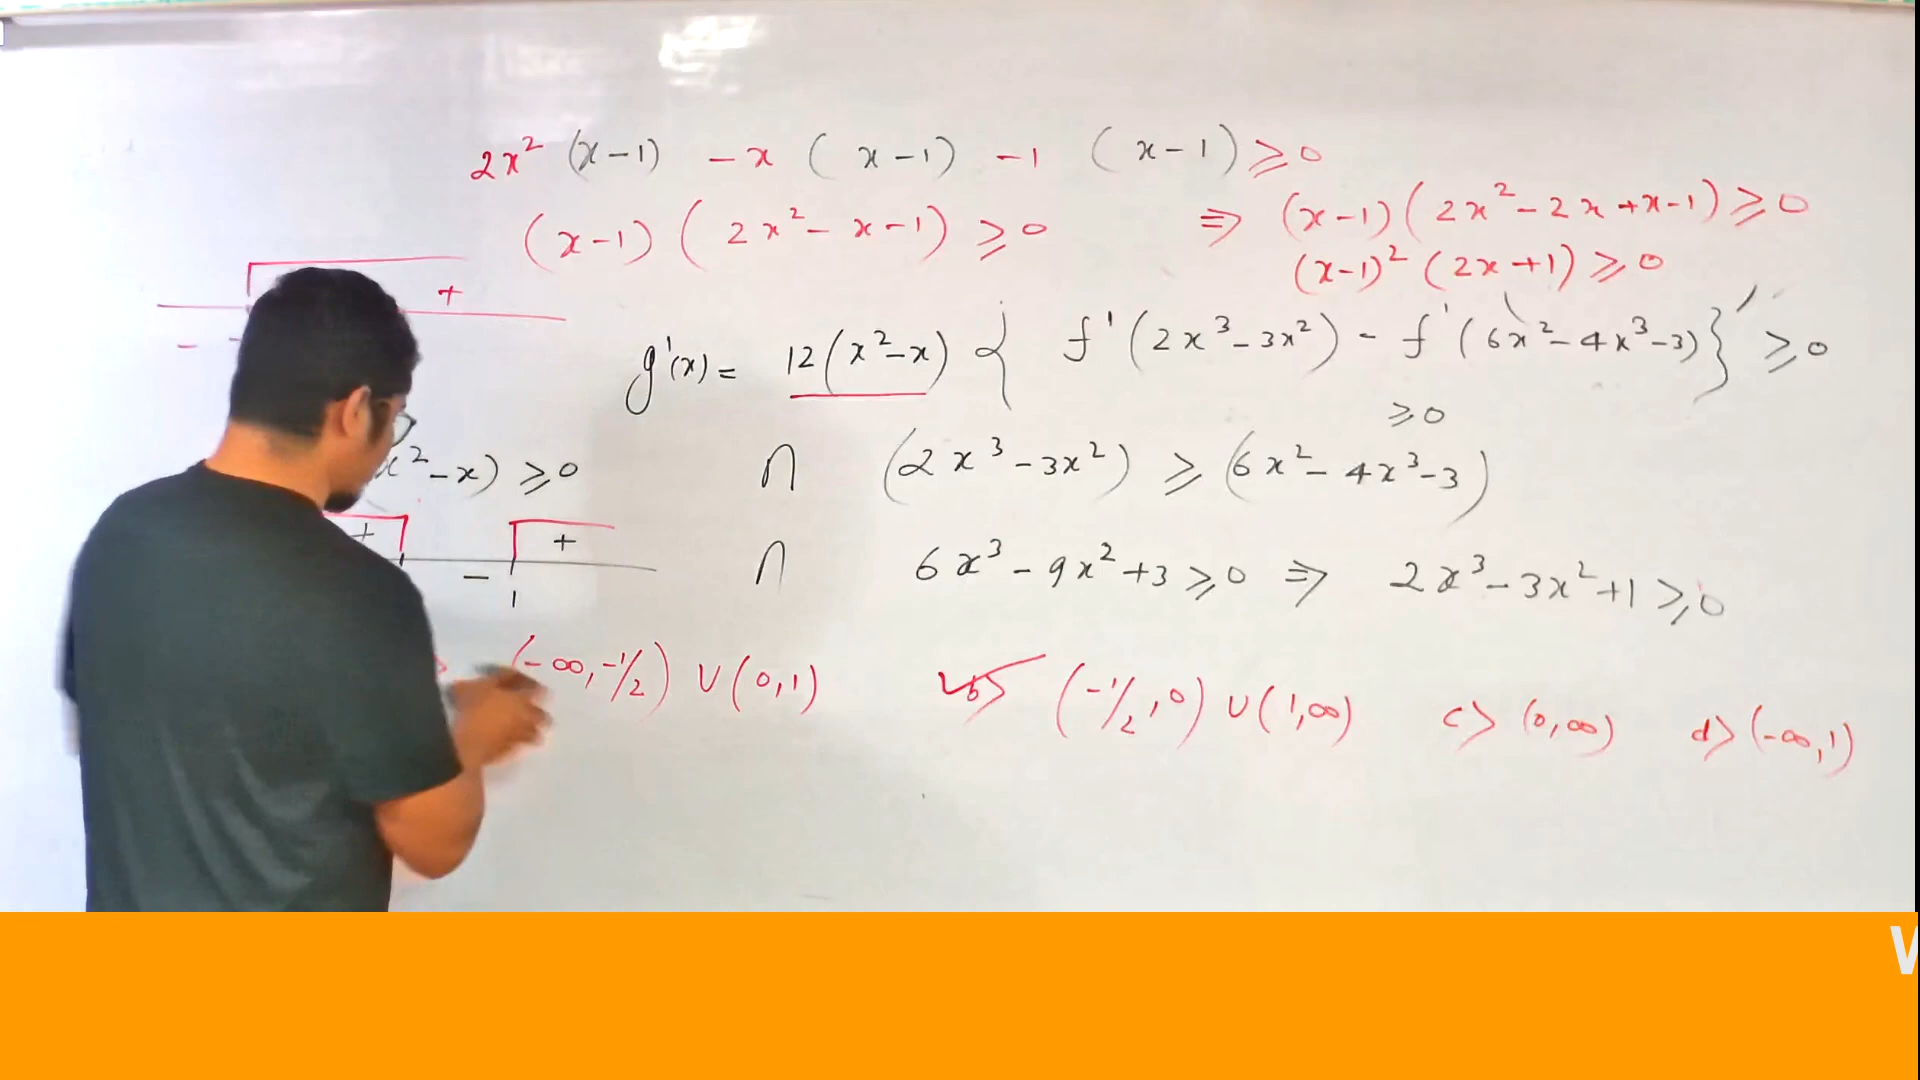 2x² (x-1) -x (x-1) -1 (x-1) ≥ 0
(x-1) (2x² - x-1) ≥ 0 ⇒ (x-1)(2x²-2x+x-1) ≥ 0
(x-1)² (2x+1) ≥ 0
+
- -
g'(x) = 12(x²-x) { f'(2x³-3x²) - f'(6x²-4x³-3)}' ≥ 0
≥ 0
x²-x) ≥ 0 ∩ (2x³-3x²) ≥ (6x²-4x³-3)
+ - +
1
∩ 6x³-9x²+3 ≥ 0 ⇒ 2x³-3x²+1 ≥ 0
(-∞,-1/2) ∪ (0,1) b> (-1/2,0) ∪ (1,∞) c> (0,∞) d> (-∞,1)